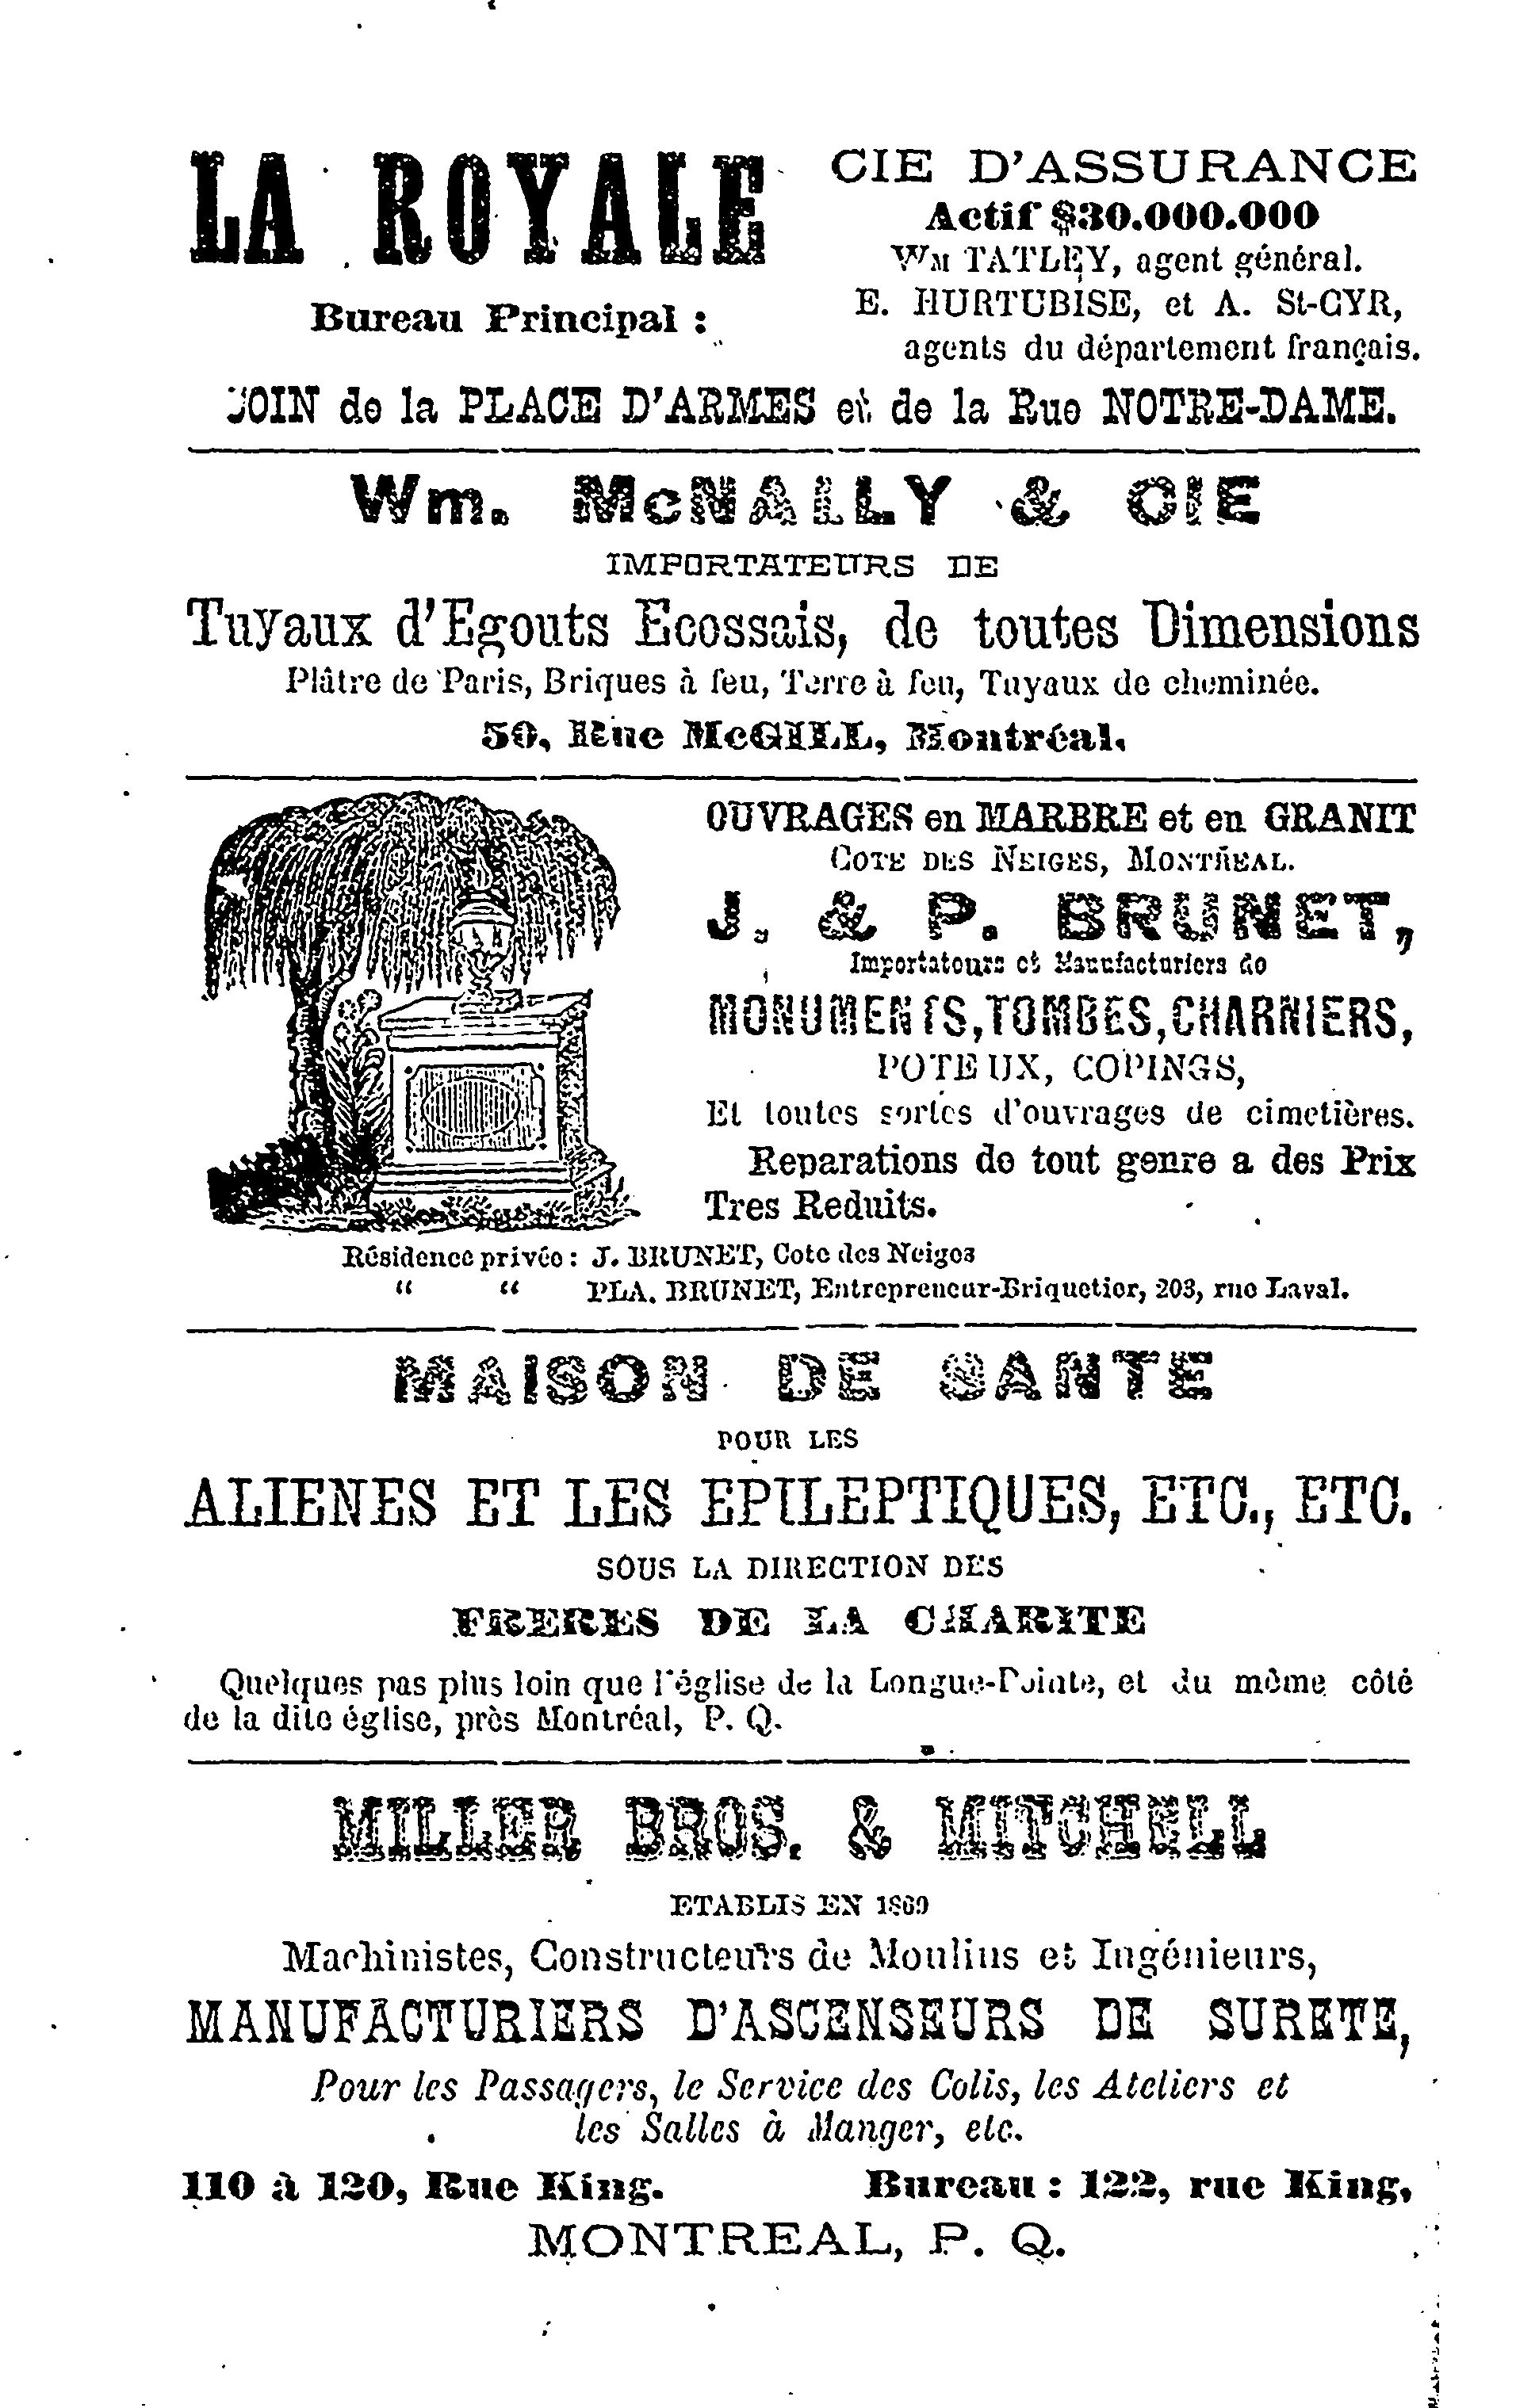 LA ROYALE
CIE D'ASSURANCE
Actif $30.000.000
WM TATLEY, agent général.
E. HURTUBISE, et A. St-CYR,
agents du département français.
Bureau Principal :
COIN de la PLACE D'ARMES et de la Rue NOTRE-DAME.
Wm. McNALLY & CIE
IMPORTATEURS DE
Tuyaux d'Egouts Ecossais, de toutes Dimensions
Plâtre de Paris, Briques à feu, Terre à feu, Tuyaux de cheminée.
50, Rue McGILL, Montréal.
OUVRAGES en MARBRE et en GRANIT
COTE DES NEIGES, MONTREAL.
J. & P. BRUNET,
Importateurs et Manufacturiers de
MONUMENTS, TOMBES, CHARNIERS,
POTEAUX, COPINGS,
Et toutes sortes d'ouvrages de cimetières.
Reparations de tout genre a des Prix
Tres Reduits.
Résidence privée : J. BRUNET, Cote des Neiges
“ “ PLA. BRUNET, Entrepreneur-Briquetier, 203, rue Laval.
MAISON DE SANTE
POUR LES
ALIENES ET LES EPILEPTIQUES, ETC., ETC.
SOUS LA DIRECTION DES
FRERES DE LA CHARITE
Quelques pas plus loin que l'église de la Longue-Pointe, et du même côté
de la dite église, près Montréal, P. Q.
MILLER BROS. & MITCHELL
ETABLIS EN 1869
Machinistes, Constructeurs de Moulins et Ingénieurs,
MANUFACTURIERS D'ASCENSEURS DE SURETE,
Pour les Passagers, le Service des Colis, les Ateliers et
les Salles à Manger, etc.
110 à 120, Rue King. Bureau : 122, rue King,
MONTREAL, P. Q.